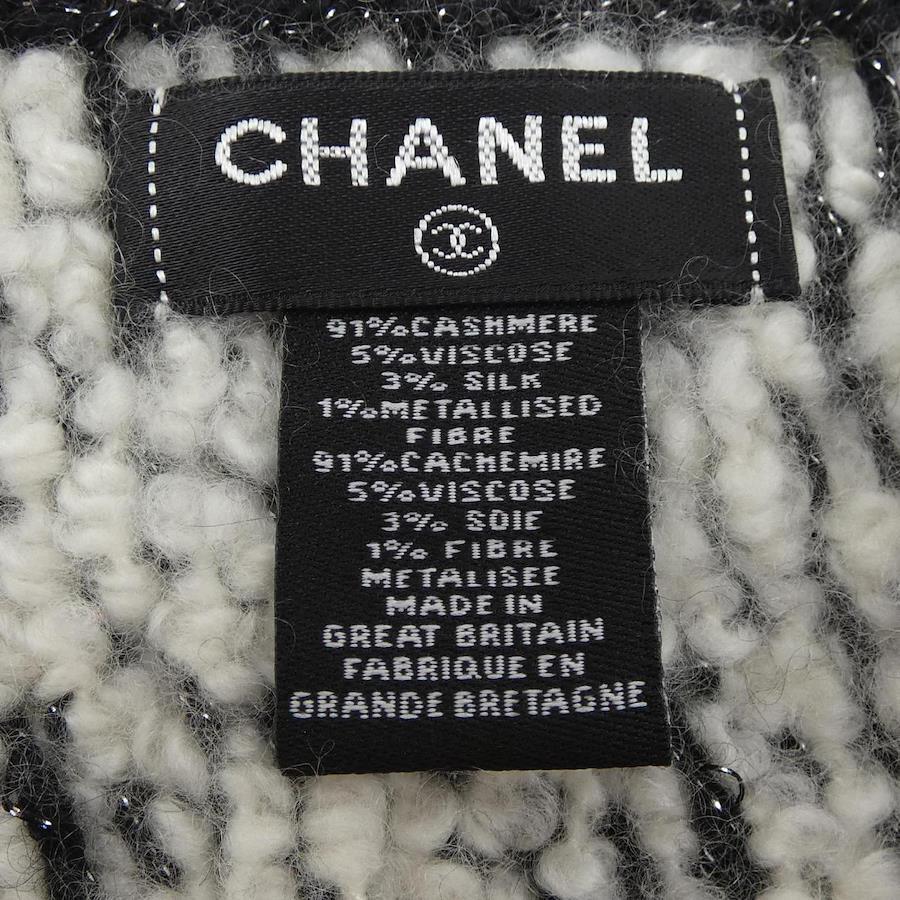 CHANEL
91%CASHMERE
5%VISCOSE
3% SILK
1%METALLISED
FIBRE
91%CACHEMIRE
5%VISCOSE
3% SOIE
1% FIBRE
METALISEE
MADE IN
GREAT BRITAIN
FABRIQUE EN
GRANDE BRETAGNE